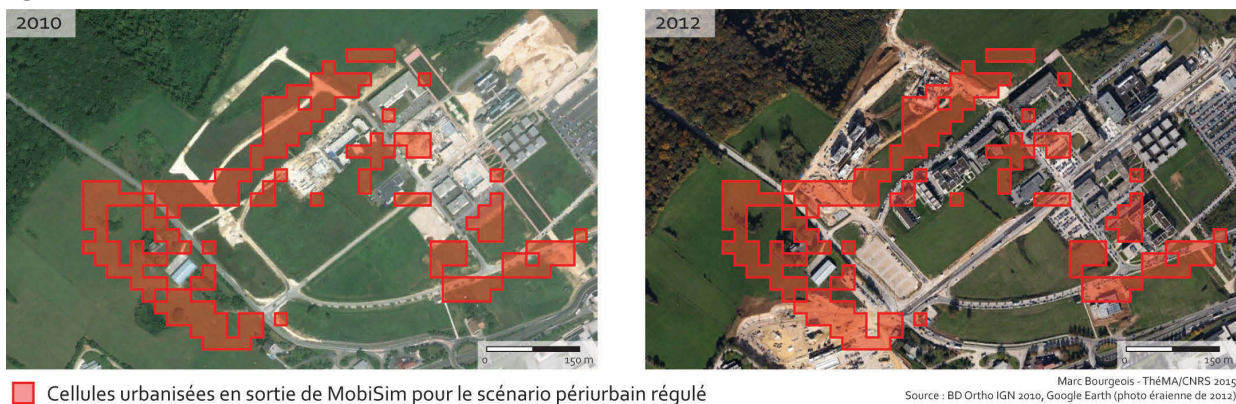 2010
2012
0 150 m
0 150 m
Cellules urbanisées en sortie de MobiSim pour le scénario périurbain régulé
Marc Bourgeois - ThéMA/CNRS 2015
Source : BD Ortho IGN 2010, Google Earth (photo éraienne de 2012)